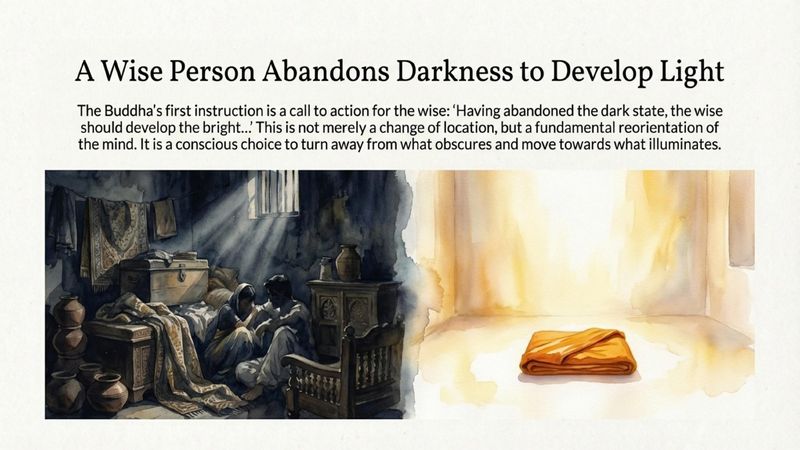 A Wise Person Abandons Darkness to Develop Light
The Buddha's first instruction is a call to action for the wise: ‘Having abandoned the dark state, the wise
should develop the bright...’ This is not merely a change of location, but a fundamental reorientation of
the mind. It is a conscious choice to turn away from what obscures and move towards what illuminates.